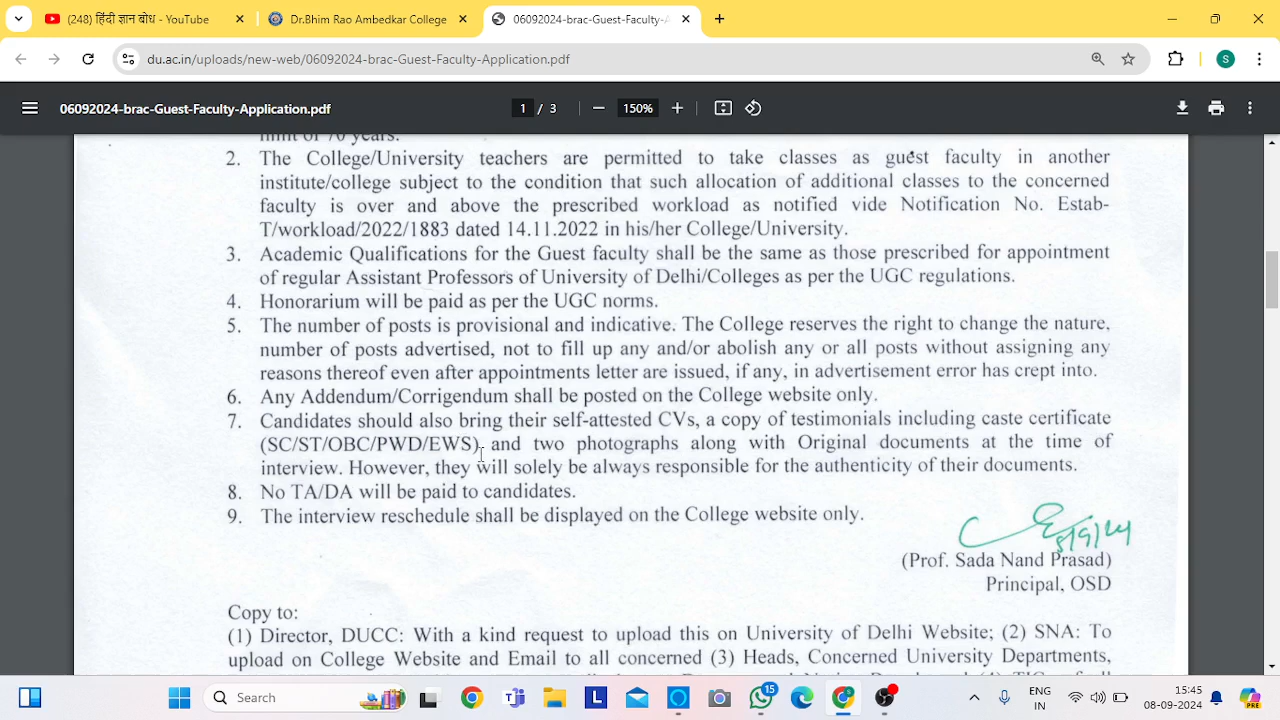 (248) हिंदी ज्ञान बोध - YouTube
Dr.Bhim Rao Ambedkar College
06092024-brac-Guest-Faculty-A
du.ac.in/uploads/new-web/06092024-brac-Guest-Faculty-Application.pdf
S
06092024-brac-Guest-Faculty-Application.pdf
1 / 3
150%
limit of 70 years.
2. The College/University teachers are permitted to take classes as guest faculty in another
institute/college subject to the condition that such allocation of additional classes to the concerned
faculty is over and above the prescribed workload as notified vide Notification No. Estab-
T/workload/2022/1883 dated 14.11.2022 in his/her College/University.
3. Academic Qualifications for the Guest faculty shall be the same as those prescribed for appointment
of regular Assistant Professors of University of Delhi/Colleges as per the UGC regulations.
4. Honorarium will be paid as per the UGC norms.
5. The number of posts is provisional and indicative. The College reserves the right to change the nature,
number of posts advertised, not to fill up any and/or abolish any or all posts without assigning any
reasons thereof even after appointments letter are issued, if any, in advertisement error has crept into.
6. Any Addendum/Corrigendum shall be posted on the College website only.
7. Candidates should also bring their self-attested CVs, a copy of testimonials including caste certificate
(SC/ST/OBC/PWD/EWS) and two photographs along with Original documents at the time of
interview. However, they will solely be always responsible for the authenticity of their documents.
8. No TA/DA will be paid to candidates.
9. The interview reschedule shall be displayed on the College website only.
5/9/24
(Prof. Sada Nand Prasad)
Principal, OSD
Copy to:
(1) Director, DUCC: With a kind request to upload this on University of Delhi Website; (2) SNA: To
upload on College Website and Email to all concerned (3) Heads, Concerned University Departments,
Search
15
ENG
IN
15:45
08-09-2024
PRE